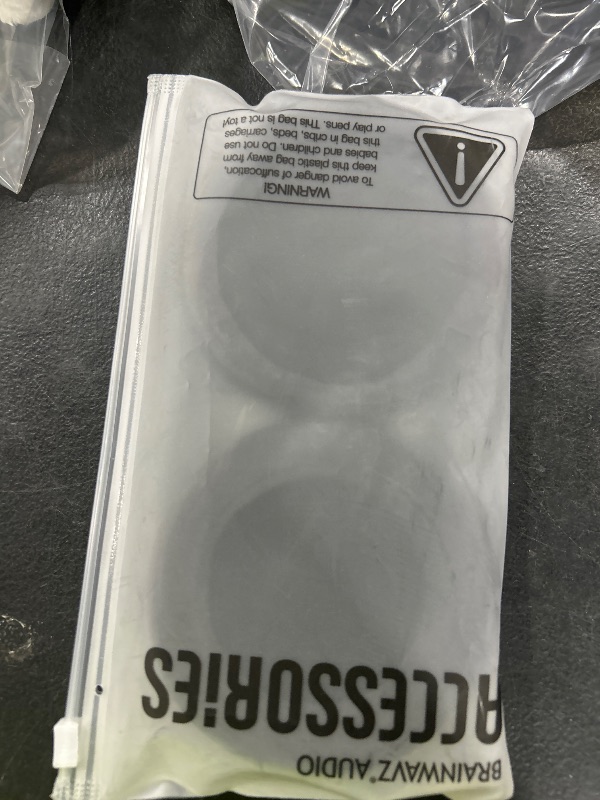 BRAINWAVZ® AUDIO
ACCESSORIES
WARNING!
To avoid danger of suffocation,
keep this plastic bag away from
babies and children. Do not use
this bag in cribs, beds, carriages
or play pens. This bag is not a toy!